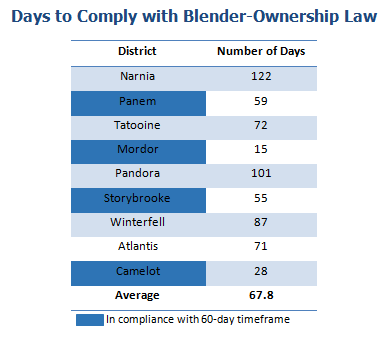 Days to Comply with Blender-Ownership Law
District Number of Days
Narnia 122
Panem 59
Tatooine 72
Mordor 15
Pandora 101
Storybrooke 55
Winterfell 87
Atlantis 71
Camelot 28
Average 67.8
In compliance with 60-day timeframe